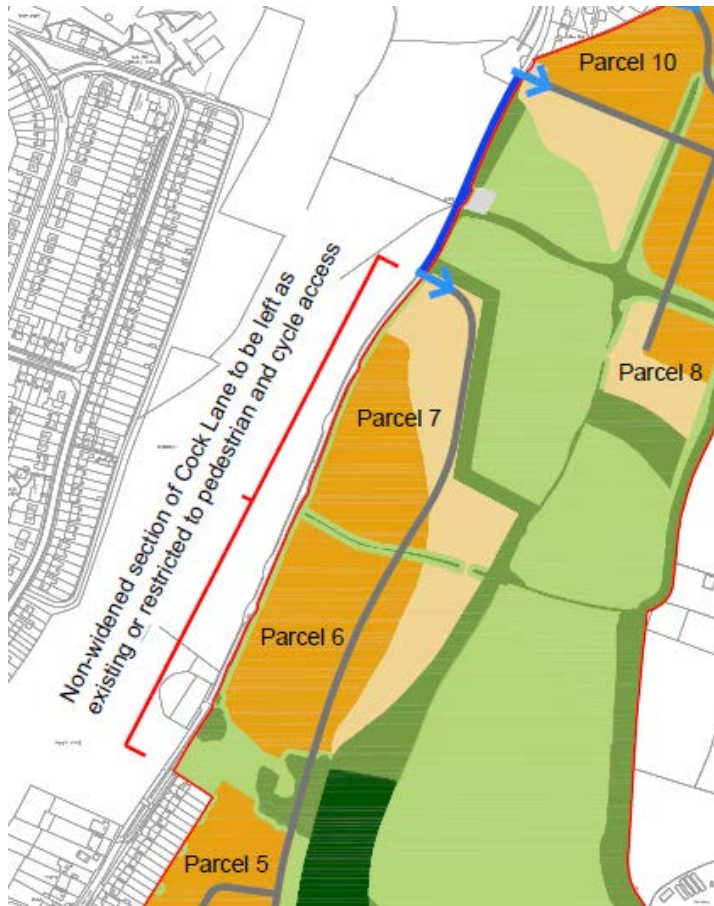 Parcel 10
Non-widened section of Cock Lane to be left as
existing or restricted to pedestrian and cycle access
Parcel 8
Parcel 7
Parcel 6
Parcel 5